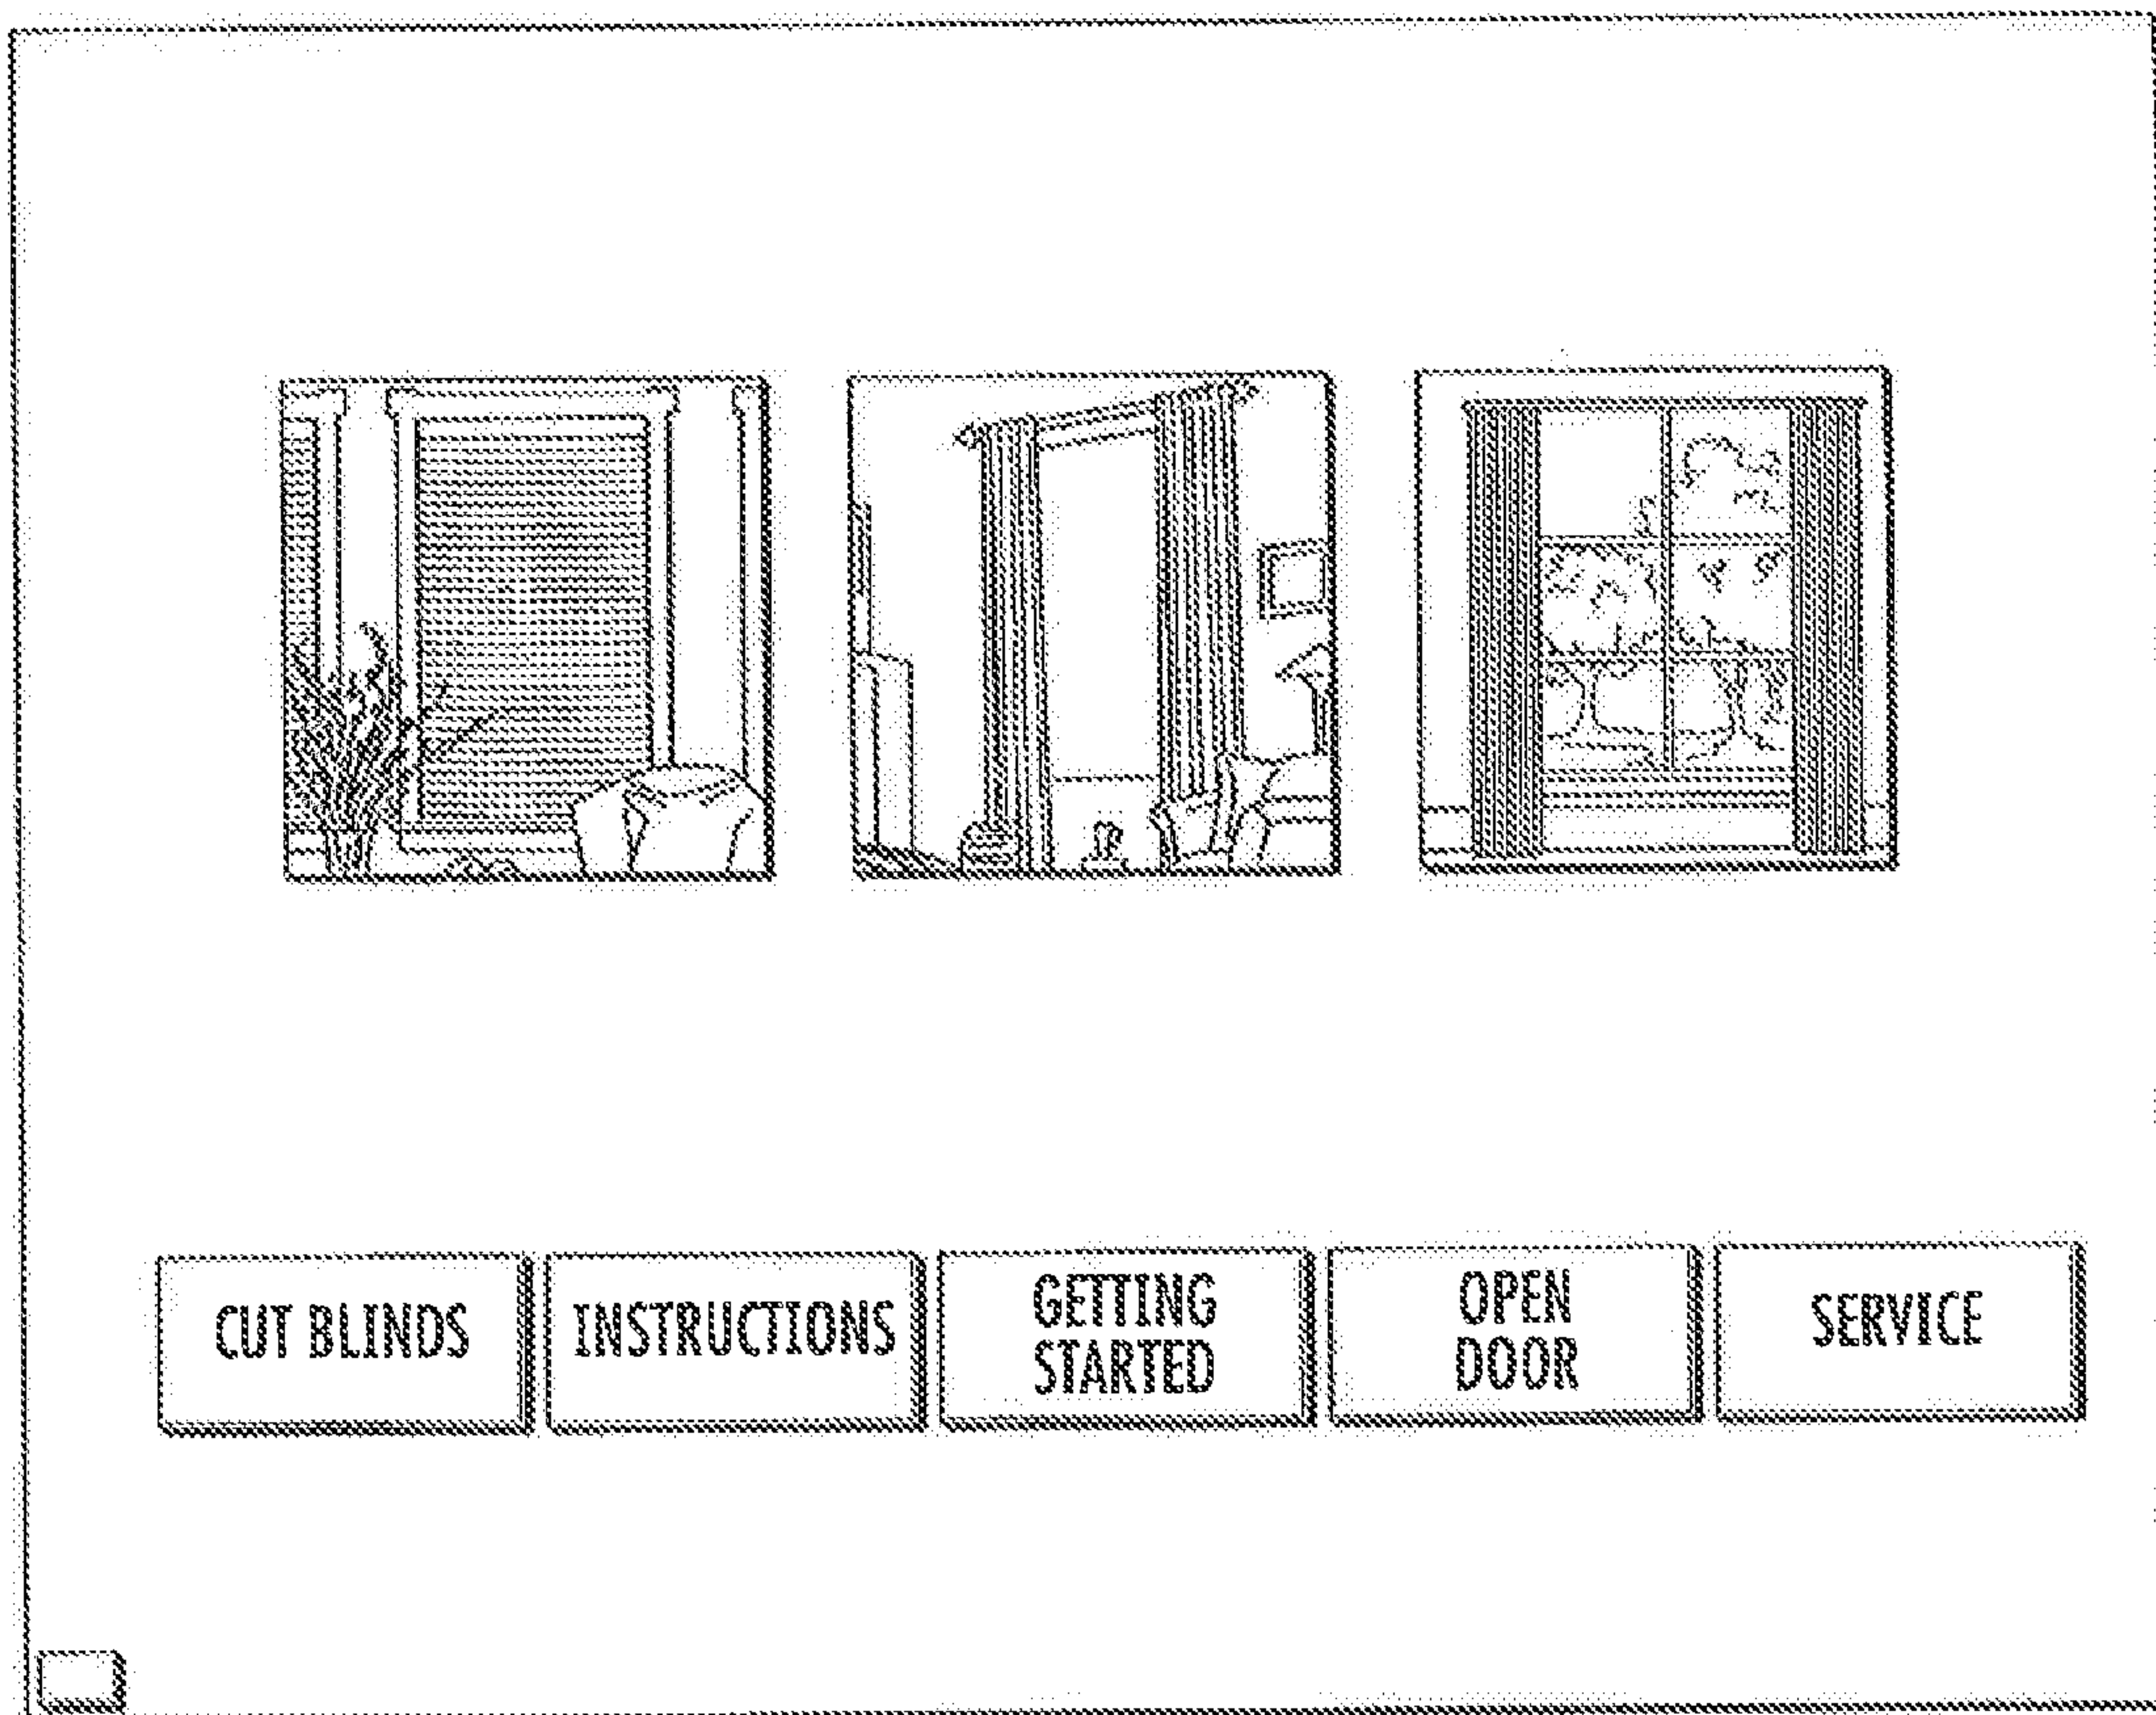 CUT BLINDS
INSTRUCTIONS
GETTING
STARTED
OPEN
DOOR
SERVICE